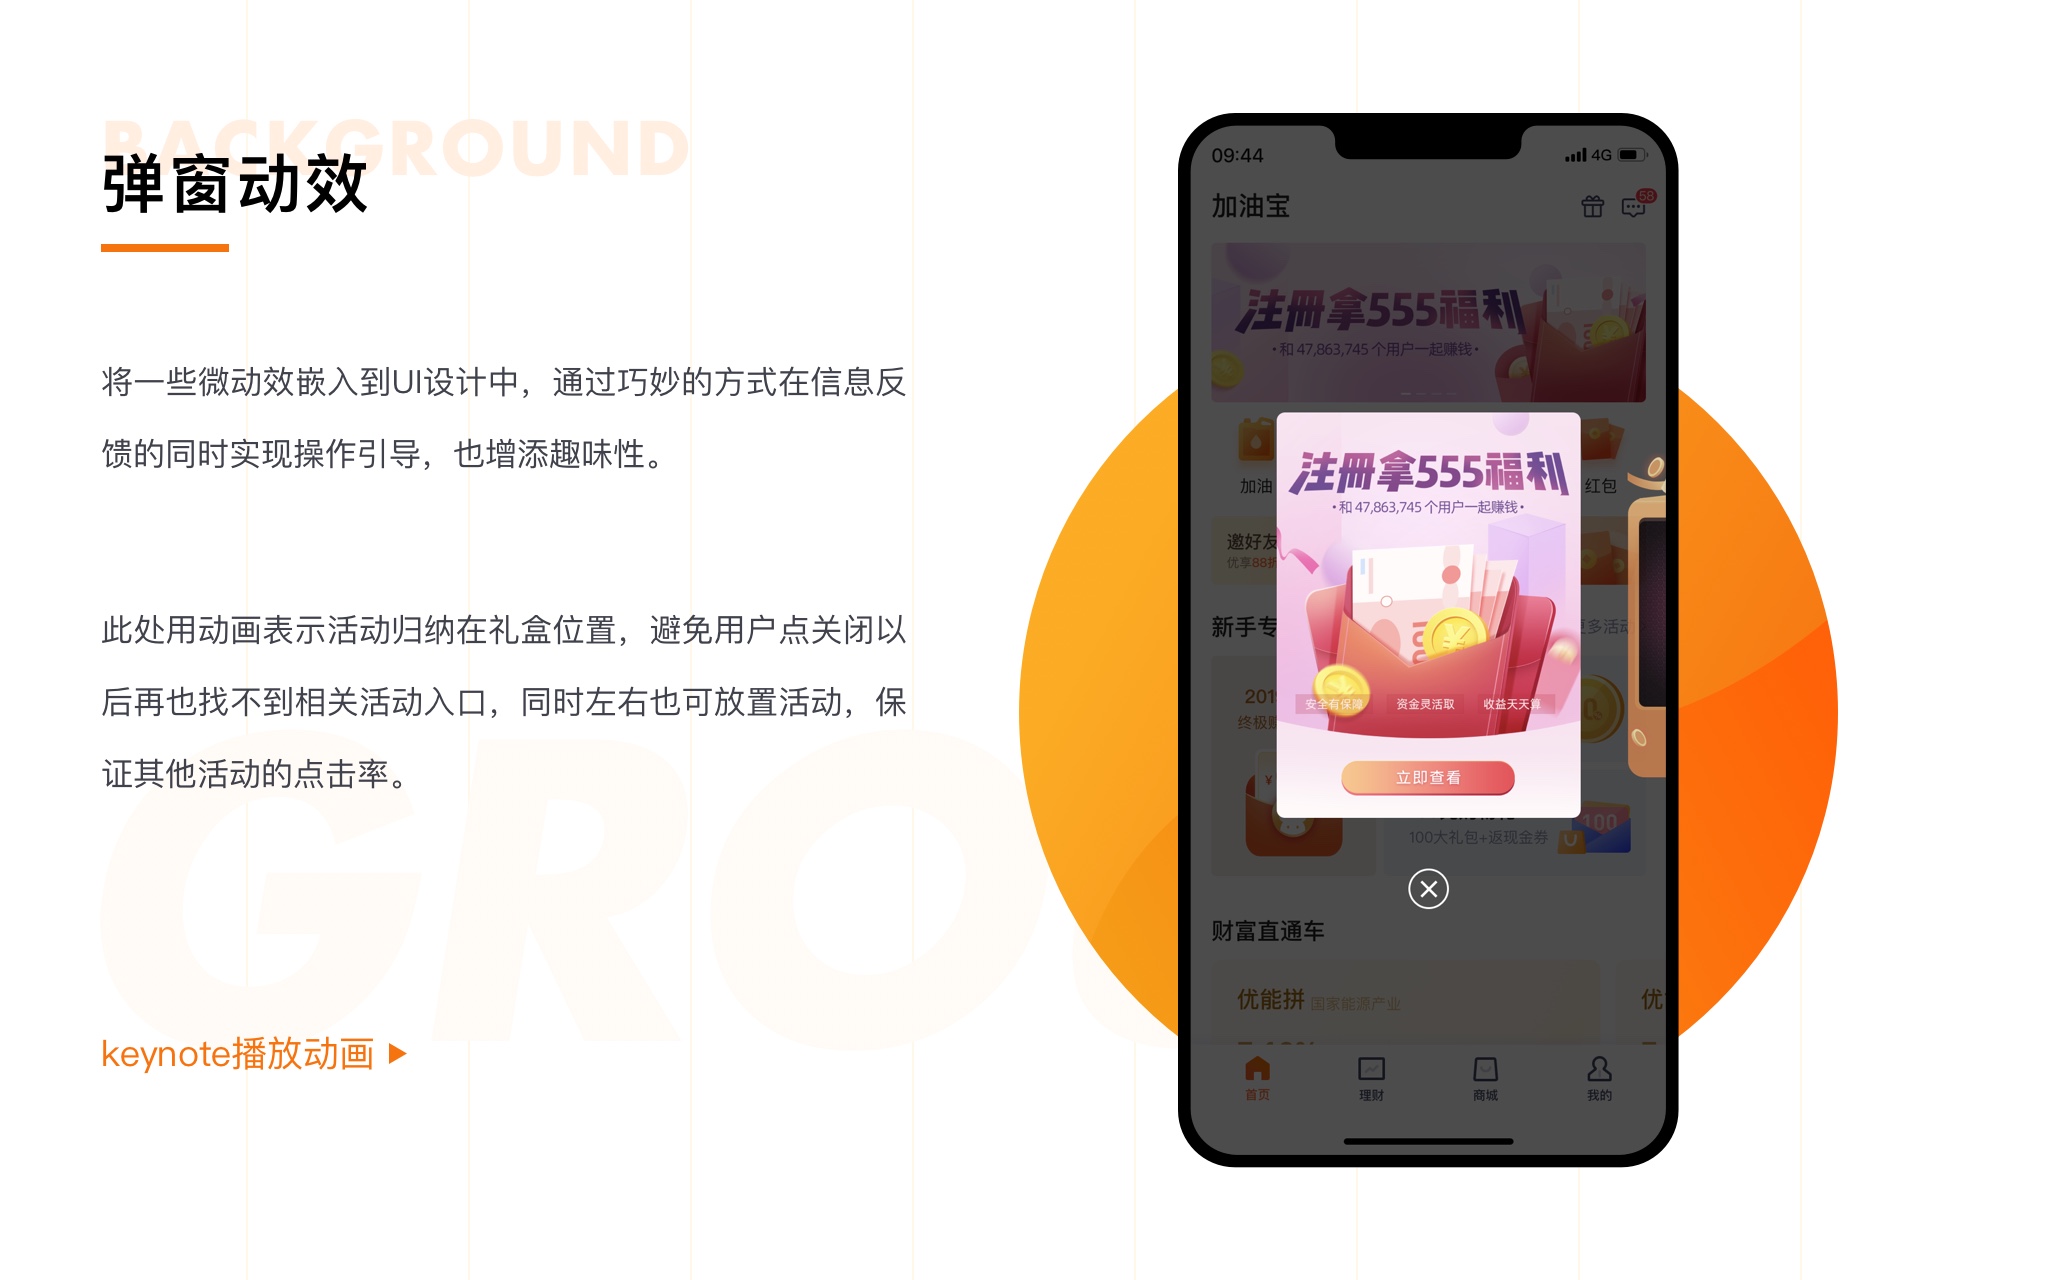 BACKGROUND
弹窗动效
将一些微动效嵌入到UI设计中，通过巧妙的方式在信息反
馈的同时实现操作引导，也增添趣味性。
此处用动画表示活动归纳在礼盒位置，避免用户点关闭以
后再也找不到相关活动入口，同时左右也可放置活动，保
证其他活动的点击率。
GRO
keynote播放动画
09:44
4G
加油宝
58
注册拿555福利
•和 47,863,745 个用户一起赚钱•
加油
红包
注册拿555福利
•和 47,863,745 个用户一起赚钱•
邀好友
优享88折
新手专
更多活动
100
安全有保障
资金灵活取
收益天天算
2019
终极
立即查看
100
100大礼包+返现金券
财富直通车
优能拼 国家能源产业
优
首页
理财
商城
我的